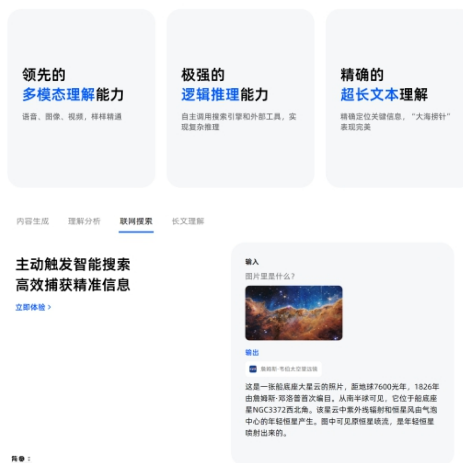 领先的
多模态理解能力
语音、图像、视频，样样精通
极强的
逻辑推理能力
自主调用搜索引擎和外部工具，实
现复杂推理
精确的
超长文本理解
精确定位关键信息，“大海捞针”
表现完美
内容生成 理解分析 联网搜索 长文理解
主动触发智能搜索
高效捕获精准信息
立即体验 >
输入
图片里是什么？
输出
詹姆斯·韦伯太空望远镜
这是一张船底座大星云的照片，距地球7600光年，1826年
由詹姆斯·邓洛普首次编目。从南半球可见，它位于船底座
星NGC3372西北角。该星云中紫外线辐射和恒星风由气泡
中心的年轻恒星产生。图中可见原恒星喷流，是年轻恒星
喷射出来的。